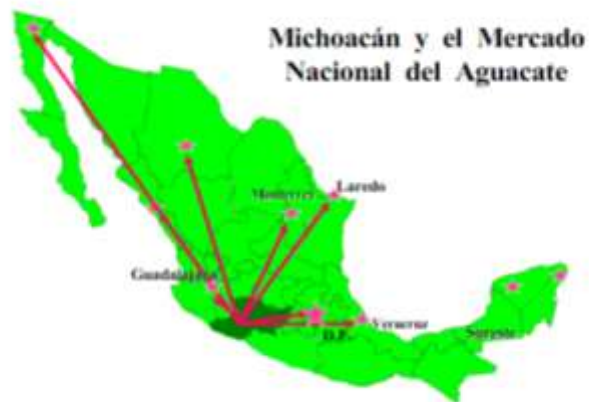 Michoacán y el Mercado
Nacional del Aguacate
Laredo
Monterrey
Guadalajara
Veracruz
D.F.
Sureste